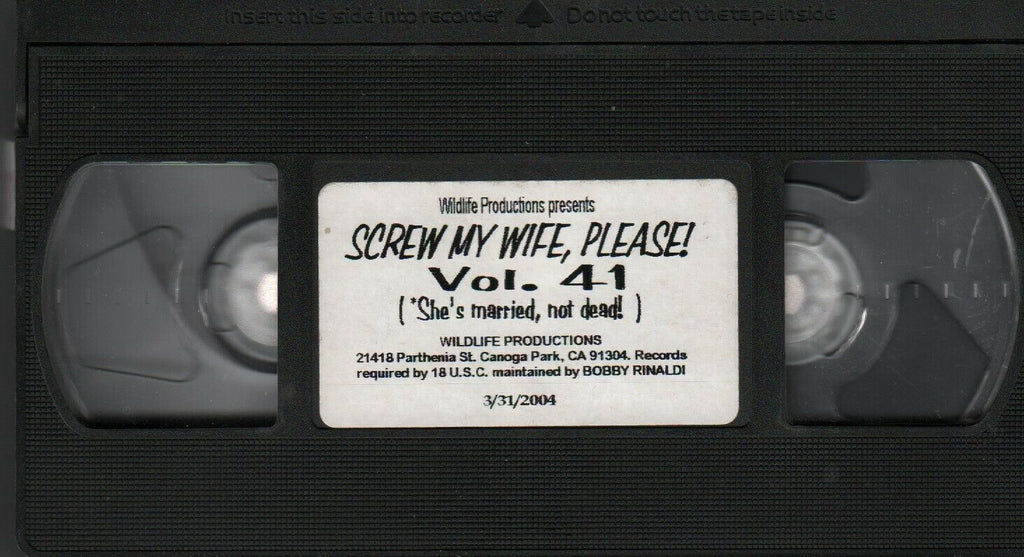 Insert this side into recorder Do not touch the tape inside
Wildlife Productions presents
SCREW MY WIFE, PLEASE!
Vol. 41
( *She's married, not dead! )
WILDLIFE PRODUCTIONS
21418 Parthenia St. Canoga Park, CA 91304. Records
required by 18 U.S.C. maintained by BOBBY RINALDI
3/31/2004